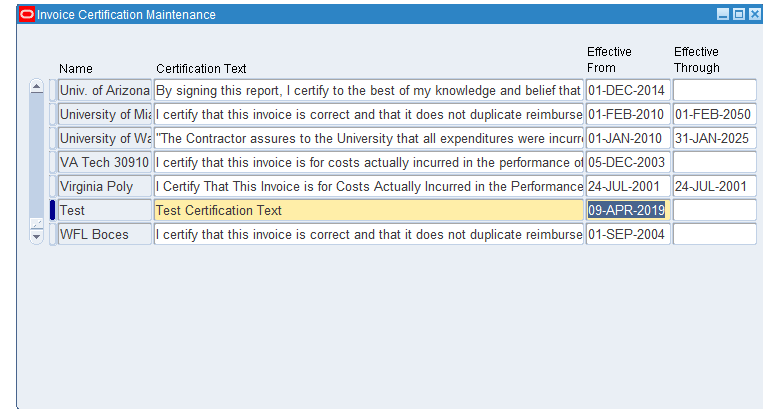 Invoice Certification Maintenance
Effective Effective
Name Certification Text From Through
Univ. of Arizona By signing this report, I certify to the best of my knowledge and belief that 01-DEC-2014
University of Mi I certify that this invoice is correct and that it does not duplicate reimburse 01-FEB-2010 01-FEB-2050
University of Wa "The Contractor assures to the University that all expenditures were incurr 01-JAN-2010 31-JAN-2025
VA Tech 30910 I certify that this invoice is for costs actually incurred in the performance of 05-DEC-2003
Virginia Poly I Certify That This Invoice is for Costs Actually Incurred in the Performance 24-JUL-2001 24-JUL-2001
Test Test Certification Text 09-APR-2019
WFL Boces I certify that this invoice is correct and that it does not duplicate reimburse 01-SEP-2004